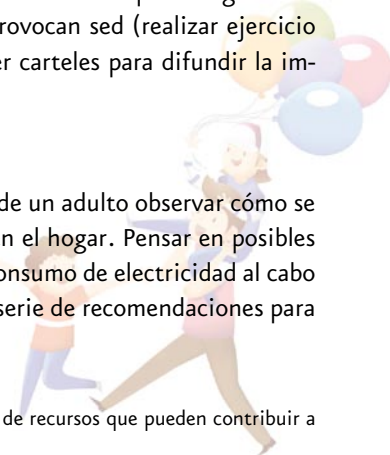 rovocan sed (realizar ejercicio
er carteles para difundir la im-
de un adulto observar cómo se
n el hogar. Pensar en posibles
onsumo de electricidad al cabo
serie de recomendaciones para
de recursos que pueden contribuir a